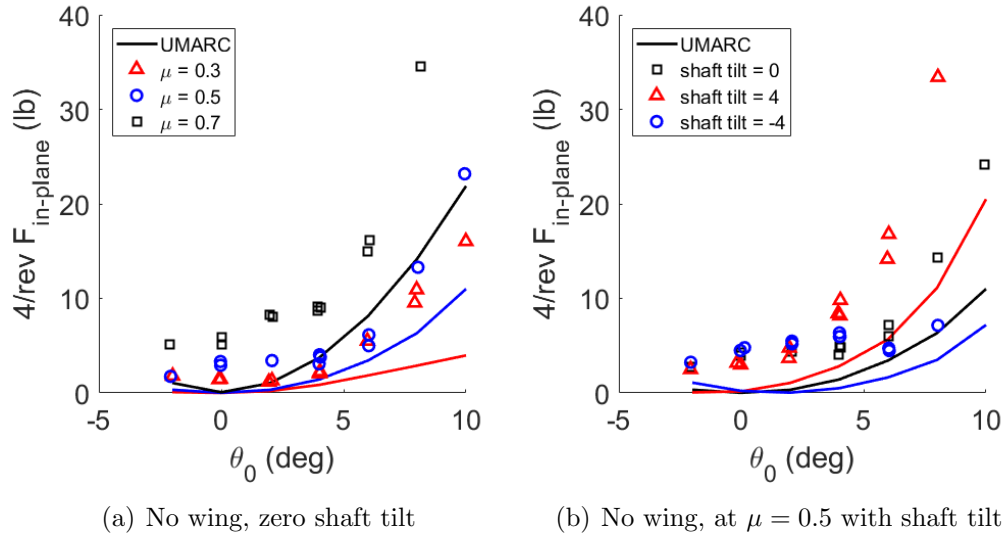 4/rev F_in-plane (lb)
40
30
20
10
0
-5
0
5
10
θ_0 (deg)
UMARC
μ = 0.3
μ = 0.5
μ = 0.7
(a) No wing, zero shaft tilt
4/rev F_in-plane (lb)
40
30
20
10
0
-5
0
5
10
θ_0 (deg)
UMARC
shaft tilt = 0
shaft tilt = 4
shaft tilt = -4
(b) No wing, at μ = 0.5 with shaft tilt